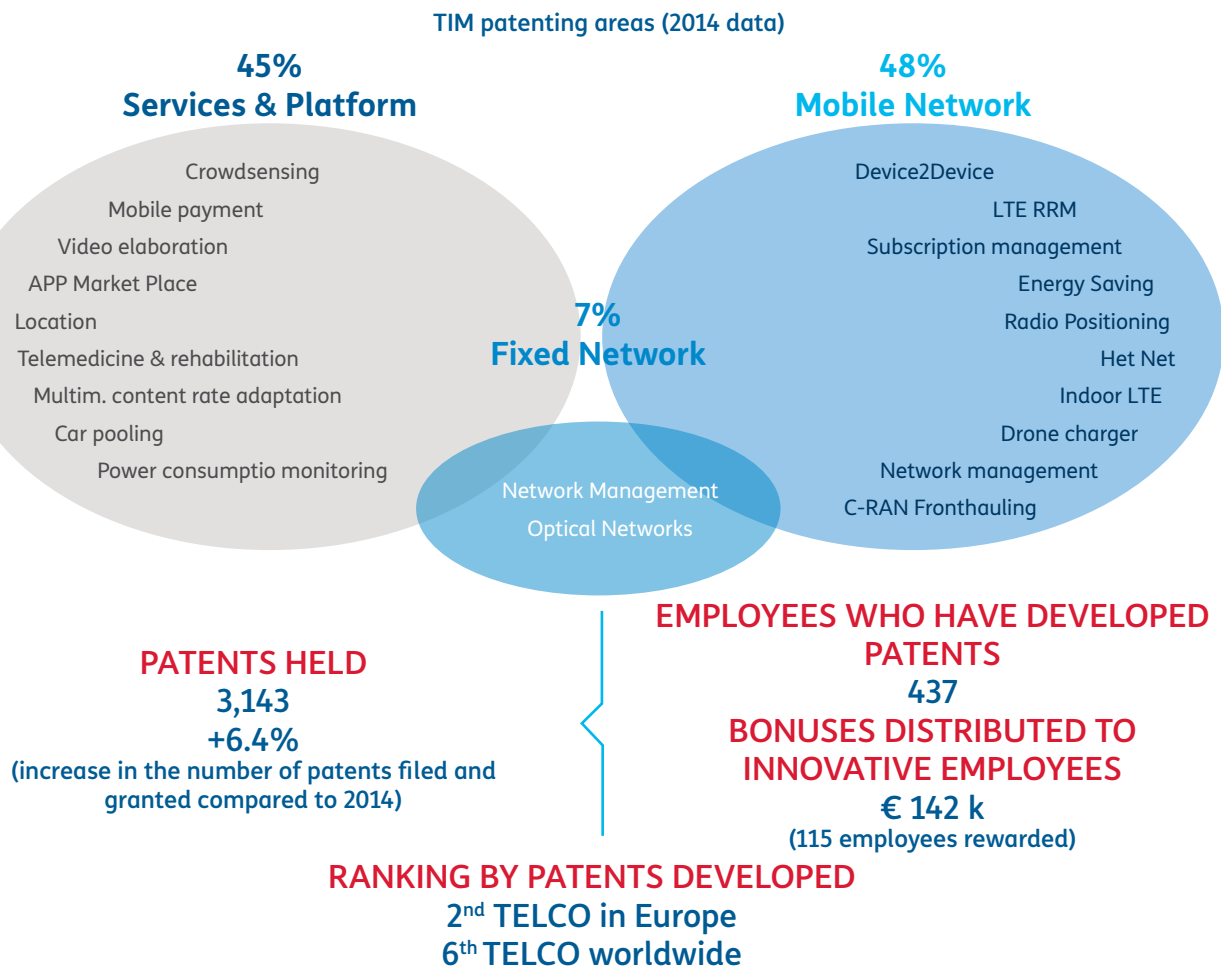 TIM patenting areas (2014 data)
45%
Services & Platform
48%
Mobile Network
Crowdsensing
Mobile payment
Video elaboration
APP Market Place
Location
Telemedicine & rehabilitation
Multim. content rate adaptation
Car pooling
Power consumptio monitoring
7%
Fixed Network
Network Management
Optical Networks
Device2Device
LTE RRM
Subscription management
Energy Saving
Radio Positioning
Het Net
Indoor LTE
Drone charger
Network management
C-RAN Fronthauling
PATENTS HELD
3,143
+6.4%
(increase in the number of patents filed and
granted compared to 2014)
EMPLOYEES WHO HAVE DEVELOPED
PATENTS
437
BONUSES DISTRIBUTED TO
INNOVATIVE EMPLOYEES
€ 142 k
(115 employees rewarded)
RANKING BY PATENTS DEVELOPED
2nd TELCO in Europe
6th TELCO worldwide